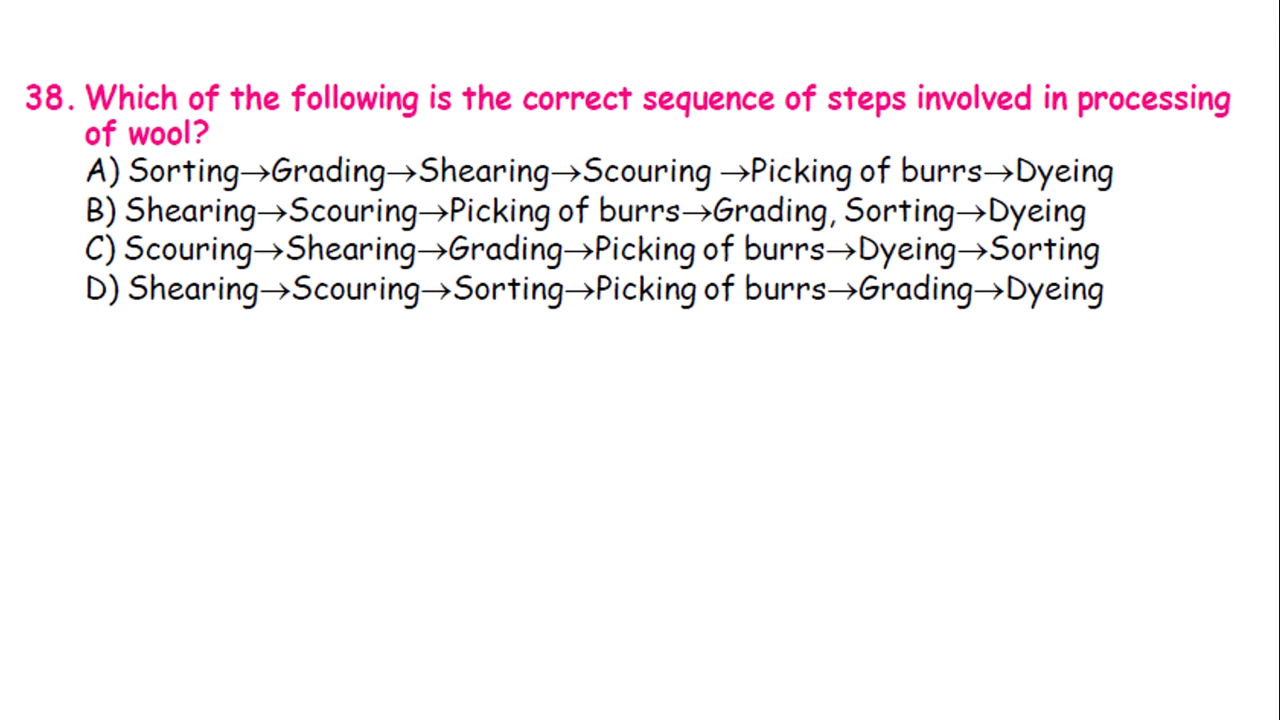 38. Which of the following is the correct sequence of steps involved in processing
of wool?
A) Sorting→Grading→Shearing→Scouring →Picking of burrs→Dyeing
B) Shearing→Scouring→Picking of burrs→Grading, Sorting→Dyeing
C) Scouring→Shearing→Grading→Picking of burrs→Dyeing→Sorting
D) Shearing→Scouring→Sorting→Picking of burrs→Grading→Dyeing